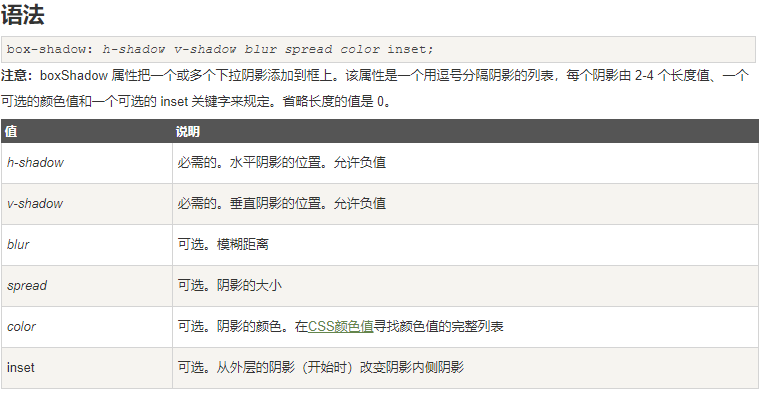 语法
box-shadow: h-shadow v-shadow blur spread color inset;
注意：boxShadow 属性把一个或多个下拉阴影添加到框上。该属性是一个用逗号分隔阴影的列表，每个阴影由 2-4 个长度值、一个
可选的颜色值和一个可选的 inset 关键字来规定。省略长度的值是 0。
值 说明
h-shadow 必需的。水平阴影的位置。允许负值
v-shadow 必需的。垂直阴影的位置。允许负值
blur 可选。模糊距离
spread 可选。阴影的大小
color 可选。阴影的颜色。在CSS颜色值寻找颜色值的完整列表
inset 可选。从外层的阴影（开始时）改变阴影内侧阴影